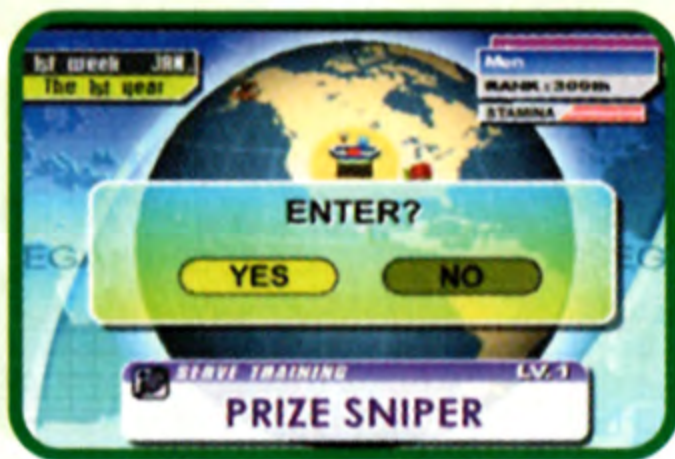 1st week JAN.
The 1st year
Men
RANK : 300th
STAMINA
ENTER?
YES
NO
SERVE TRAINING
LV. 1
PRIZE SNIPER